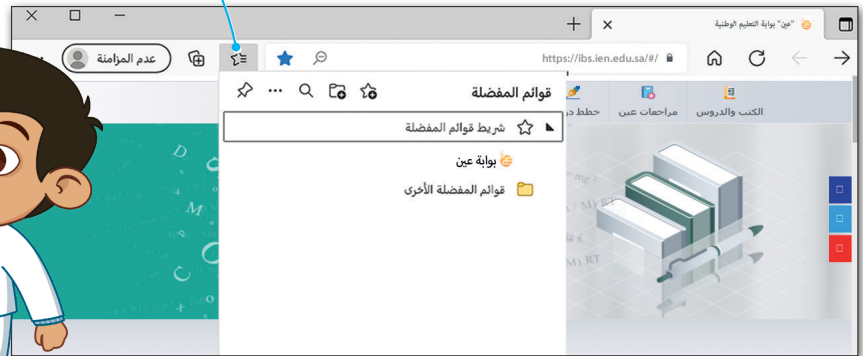 "عين" بوابة التعليم الوطنية
https://ibs.ien.edu.sa/#/
عدم المزامنة
الكتب والدروس
مراجعات عين
قوائم المفضلة
شريط قوائم المفضلة
بوابة عين
قوائم المفضلة الأخرى